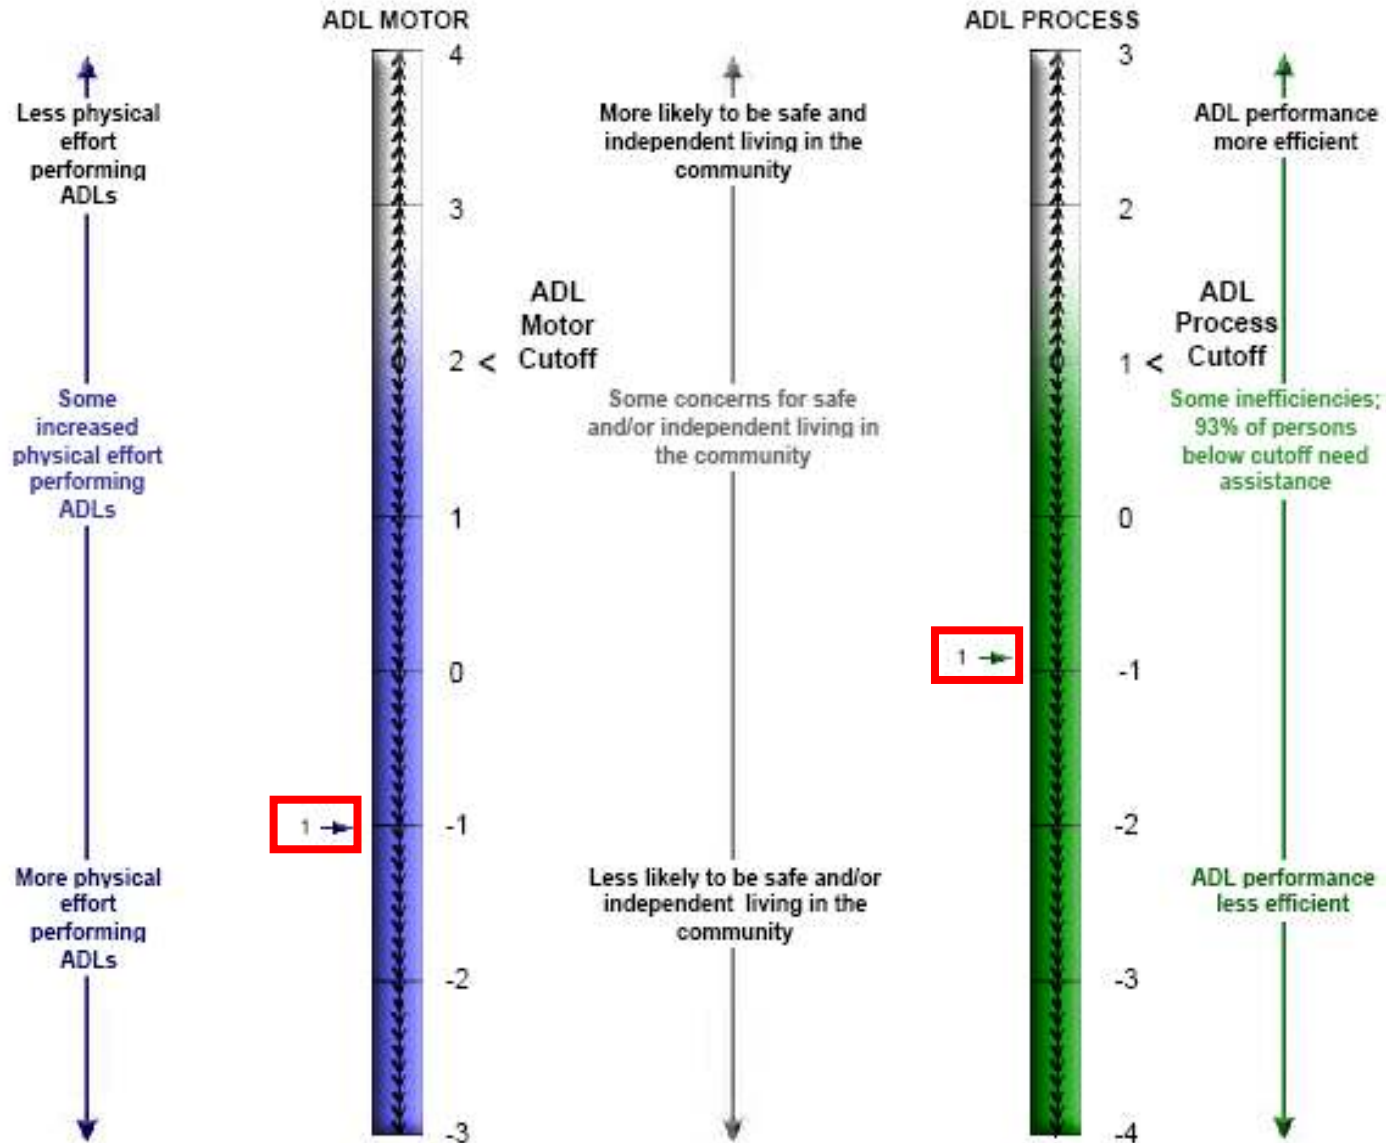 ADL MOTOR
ADL PROCESS
Less physical
effort
performing
ADLs
Some
increased
physical effort
performing
ADLs
More physical
effort
performing
ADLs
1
4
3
2 <
1
0
-1
-2
-3
ADL
Motor
Cutoff
More likely to be safe and
independent living in the
community
Some concerns for safe
and/or independent living in
the community
Less likely to be safe and/or
independent living in the
community
1
3
2
1 <
0
-1
-2
-3
-4
ADL
Process
Cutoff
ADL performance
more efficient
Some inefficiencies;
93% of persons
below cutoff need
assistance
ADL performance
less efficient